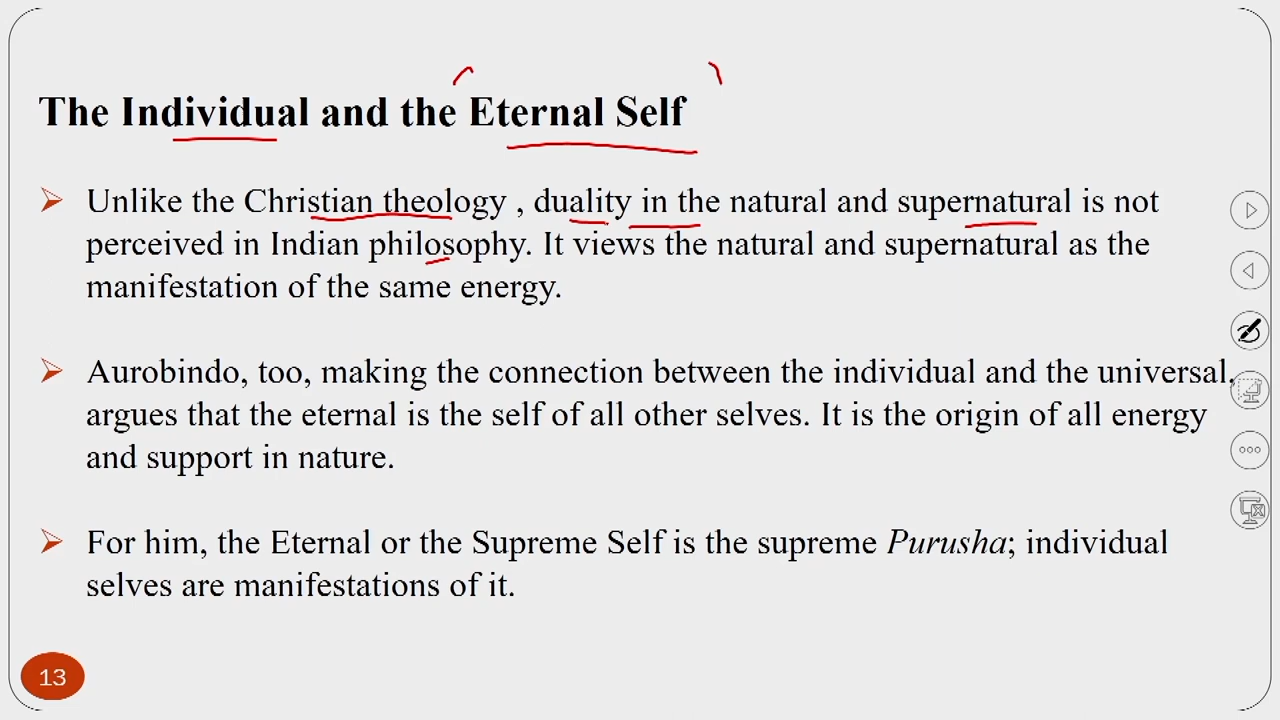 The Individual and the Eternal Self
Unlike the Christian theology , duality in the natural and supernatural is not
perceived in Indian philosophy. It views the natural and supernatural as the
manifestation of the same energy.
Aurobindo, too, making the connection between the individual and the universal,
argues that the eternal is the self of all other selves. It is the origin of all energy
and support in nature.
For him, the Eternal or the Supreme Self is the supreme Purusha; individual
selves are manifestations of it.
13